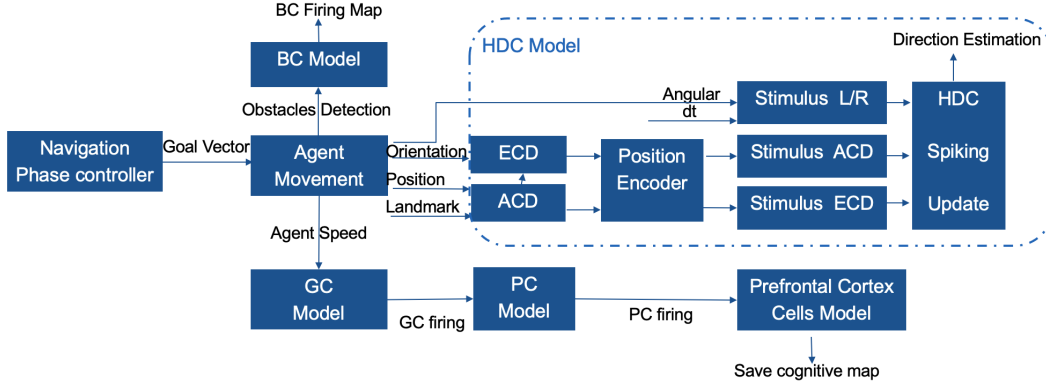 BC Firing Map
BC Model
Obstacles Detection
Navigation
Phase controller
Goal Vector
Agent
Movement
Agent Speed
GC
Model
GC firing
PC
Model
PC firing
Prefrontal Cortex
Cells Model
Save cognitive map
HDC Model
Orientation
Position
Landmark
ECD
ACD
Position
Encoder
Angular
dt
Stimulus L/R
Stimulus ACD
Stimulus ECD
HDC
Spiking
Update
Direction Estimation